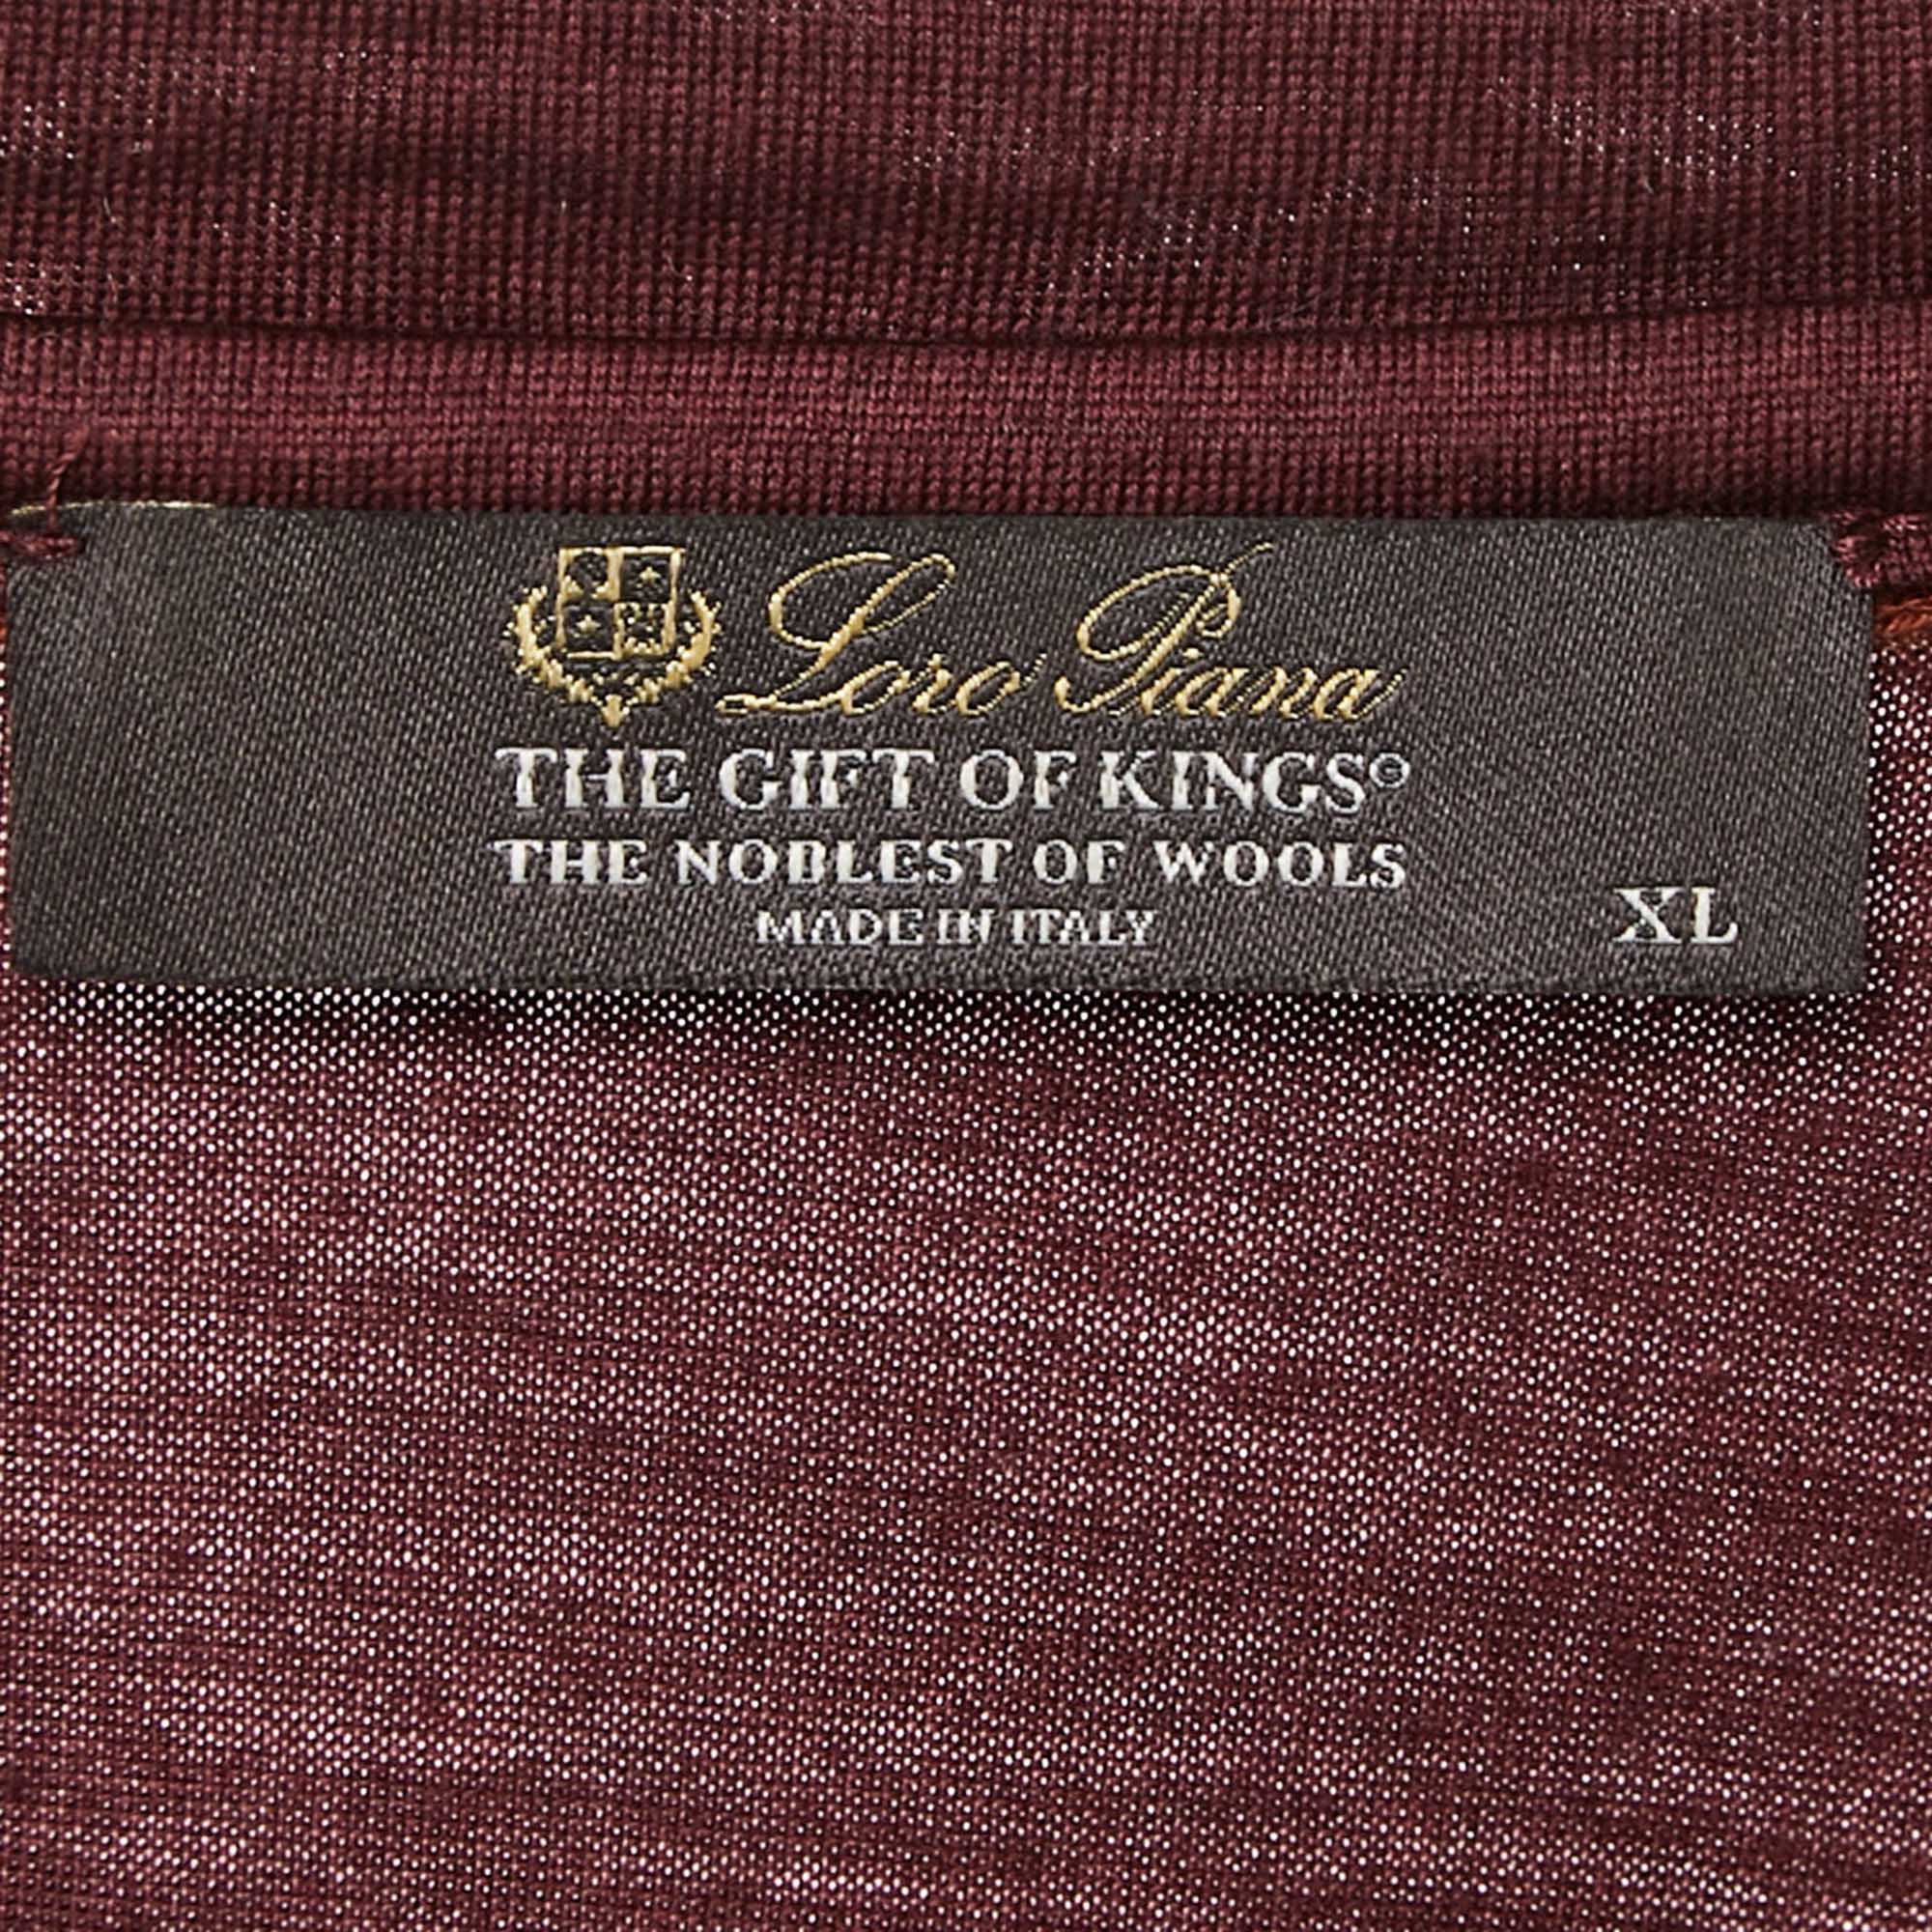 Loro Piana
THE GIFT OF KINGS®
THE NOBLEST OF WOOLS
MADE IN ITALY
XL